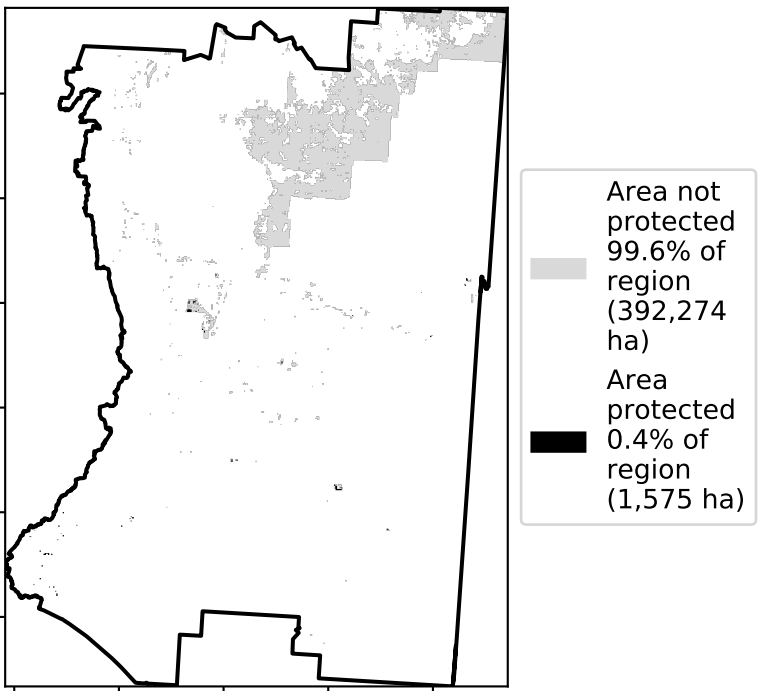 Area not
protected
99.6% of
region
(392,274
ha)
Area
protected
0.4% of
region
(1,575 ha)